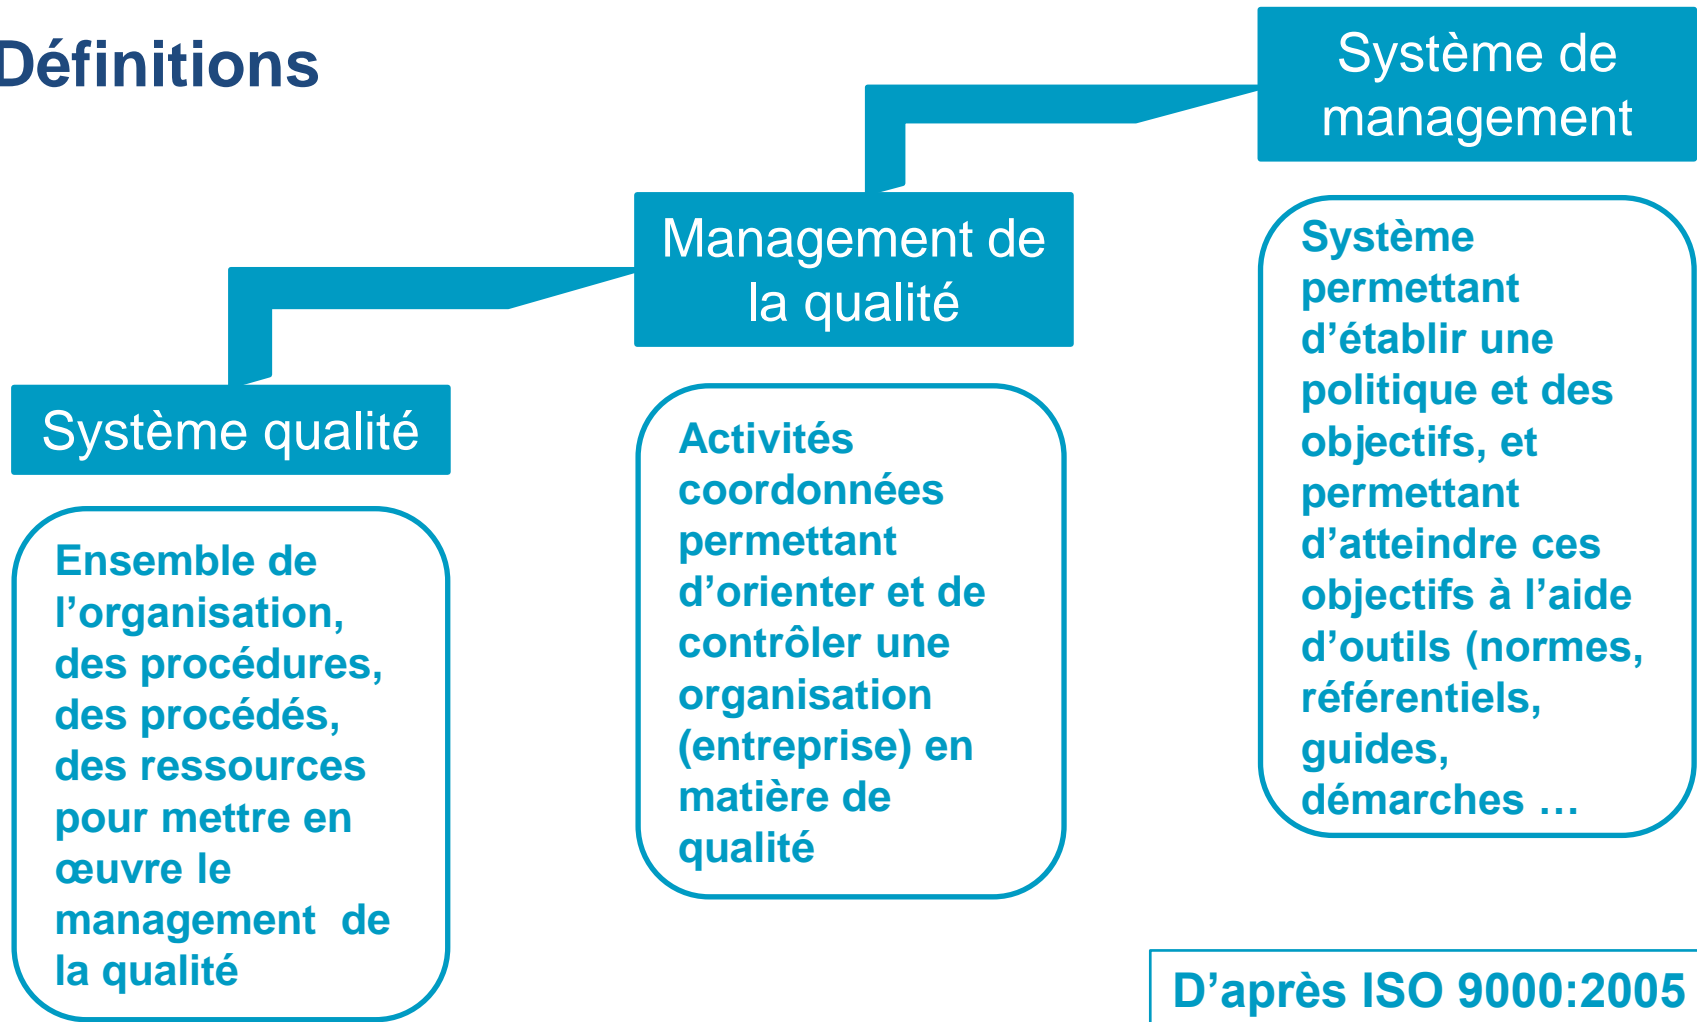 Définitions
Système de
management
Management de
la qualité
Système qualité
Ensemble de
l’organisation,
des procédures,
des procédés,
des ressources
pour mettre en
œuvre le
management de
la qualité
Activités
coordonnées
permettant
d’orienter et de
contrôler une
organisation
(entreprise) en
matière de
qualité
Système
permettant
d’établir une
politique et des
objectifs, et
permettant
d’atteindre ces
objectifs à l’aide
d’outils (normes,
référentiels,
guides,
démarches …
D’après ISO 9000:2005